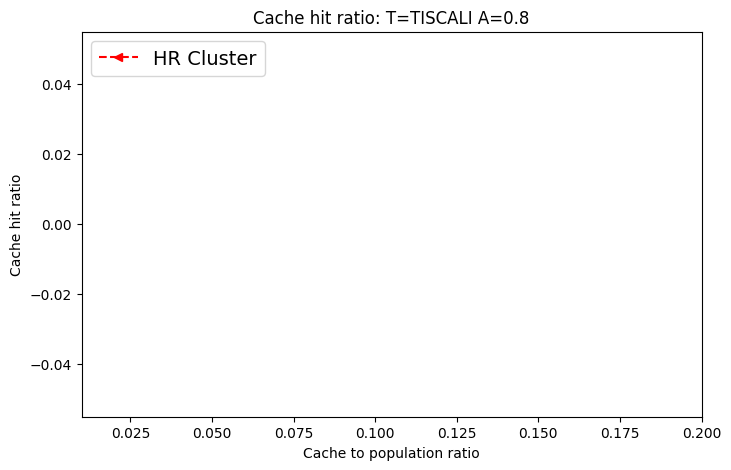 Cache hit ratio: T=TISCALI A=0.8
HR Cluster
Cache hit ratio
0.04
0.02
0.00
−0.02
−0.04
0.025 0.050 0.075 0.100 0.125 0.150 0.175 0.200
Cache to population ratio